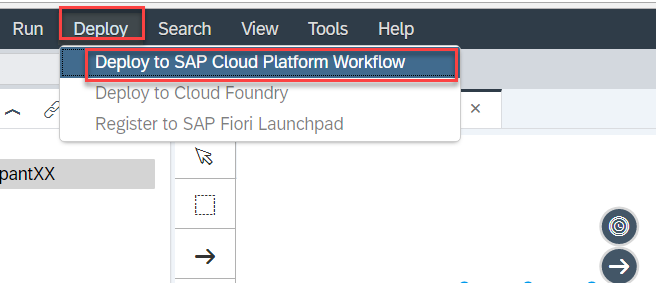 Run Deploy Search View Tools Help
Deploy to SAP Cloud Platform Workflow
Deploy to Cloud Foundry
Register to SAP Fiori Launchpad
pantXX